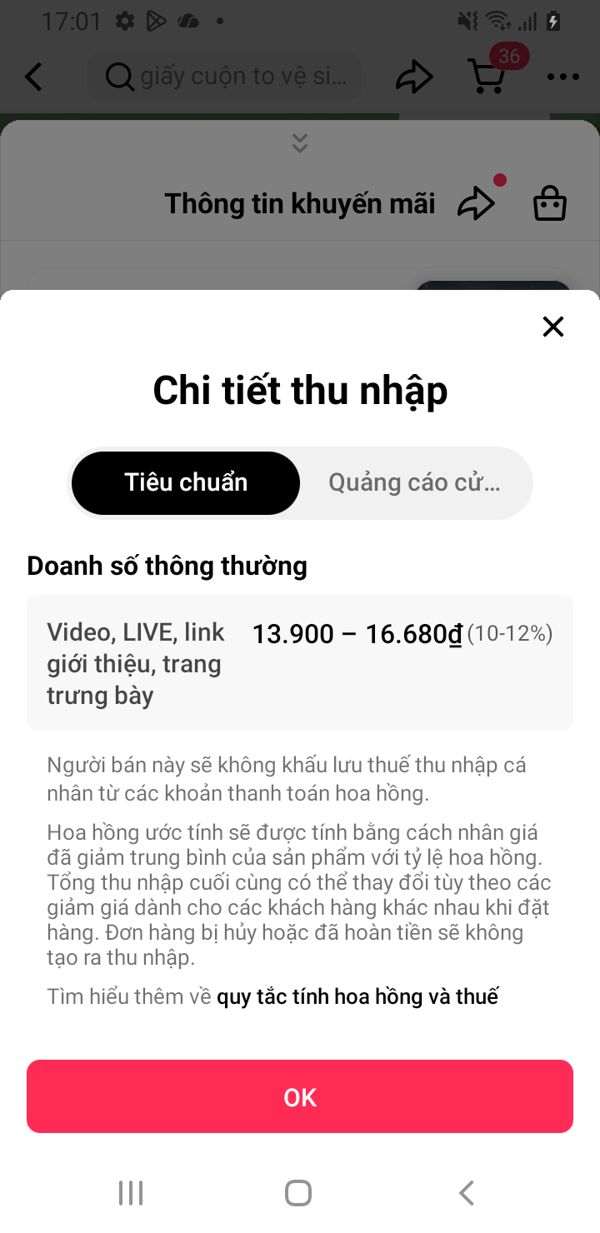 17:01
giấy cuộn to vệ si...
36
Thông tin khuyến mãi
Chi tiết thu nhập
Tiêu chuẩn
Quảng cáo cử...
Doanh số thông thường
Video, LIVE, link
giới thiệu, trang
trưng bày
13.900 – 16.680₫ (10-12%)
Người bán này sẽ không khấu lưu thuế thu nhập cá
nhân từ các khoản thanh toán hoa hồng.
Hoa hồng ước tính sẽ được tính bằng cách nhân giá
đã giảm trung bình của sản phẩm với tỷ lệ hoa hồng.
Tổng thu nhập cuối cùng có thể thay đổi tùy theo các
giảm giá dành cho các khách hàng khác nhau khi đặt
hàng. Đơn hàng bị hủy hoặc đã hoàn tiền sẽ không
tạo ra thu nhập.
Tìm hiểu thêm về quy tắc tính hoa hồng và thuế
OK